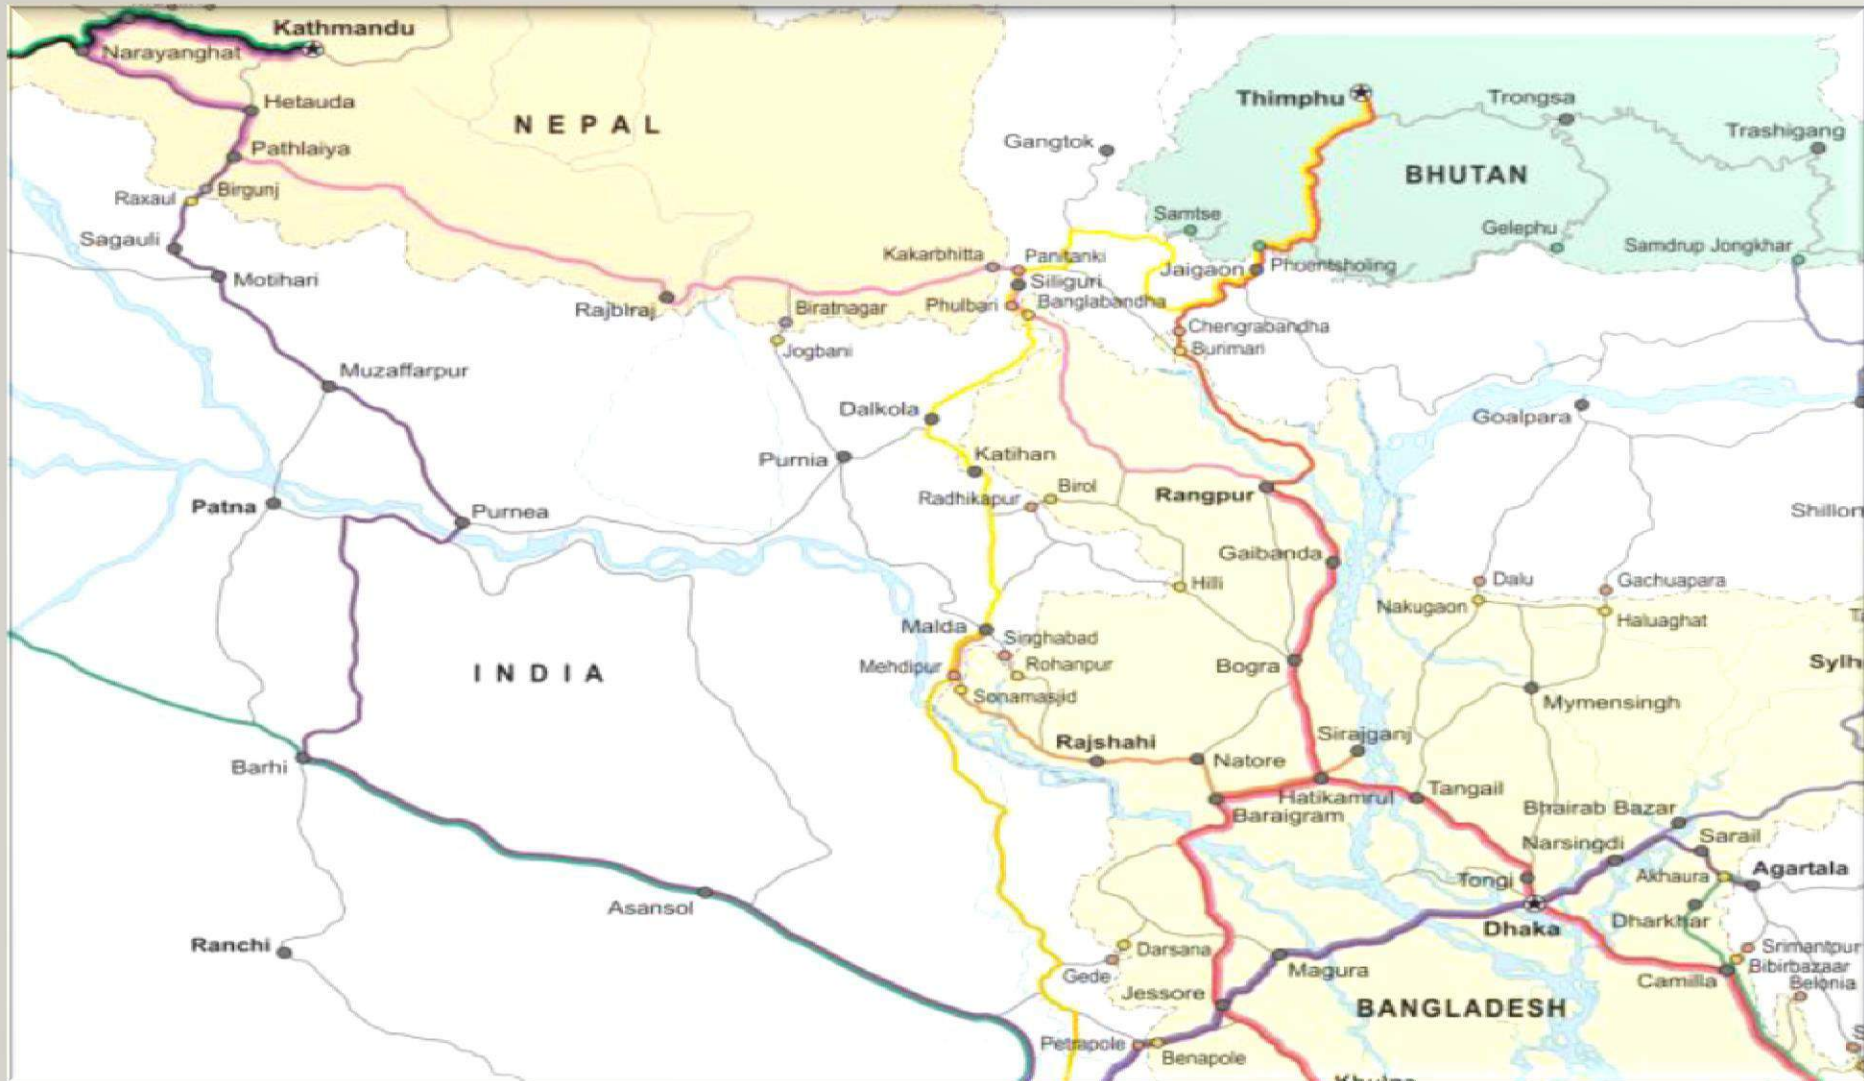 Kathmandu
Narayanghat
Hetauda
NEPAL
Pathlaiya
Birgunj
Raxaul
Sagauli
Motihari
Gangtok
Thimphu
Trongsa
Trashigang
BHUTAN
Samtse
Gelephu
Samdrup Jongkhar
Kakarbhitta
Panitanki
Jaigaon
Phuentsholing
Siliguri
Rajbiraj
Biratnagar
Phulbari
Banglabandha
Jogbani
Chengrabandha
Burimari
Muzaffarpur
Dalkola
Goalpara
Purnia
Katihan
Radhikapur
Birol
Rangpur
Patna
Purnea
Shillon
Gaibanda
Hilli
Dalu
Gachuapara
Nakugaon
Haluaghat
Malda
Singhabad
Mehdipur
Rohanpur
Bogra
Sylh
INDIA
Sonamasjid
Mymensingh
Rajshahi
Natore
Sirajganj
Barhi
Hatikamrul
Tangail
Baraigram
Bhairab Bazar
Narsingdi
Sarail
Asansol
Tongi
Akhaura
Agartala
Dhaka
Dharkhar
Ranchi
Darsana
Gede
Magura
Srimantpur
Bibirbazaar
Camilla
Belonia
Jessore
BANGLADESH
Petrapole
Benapole
Khulna